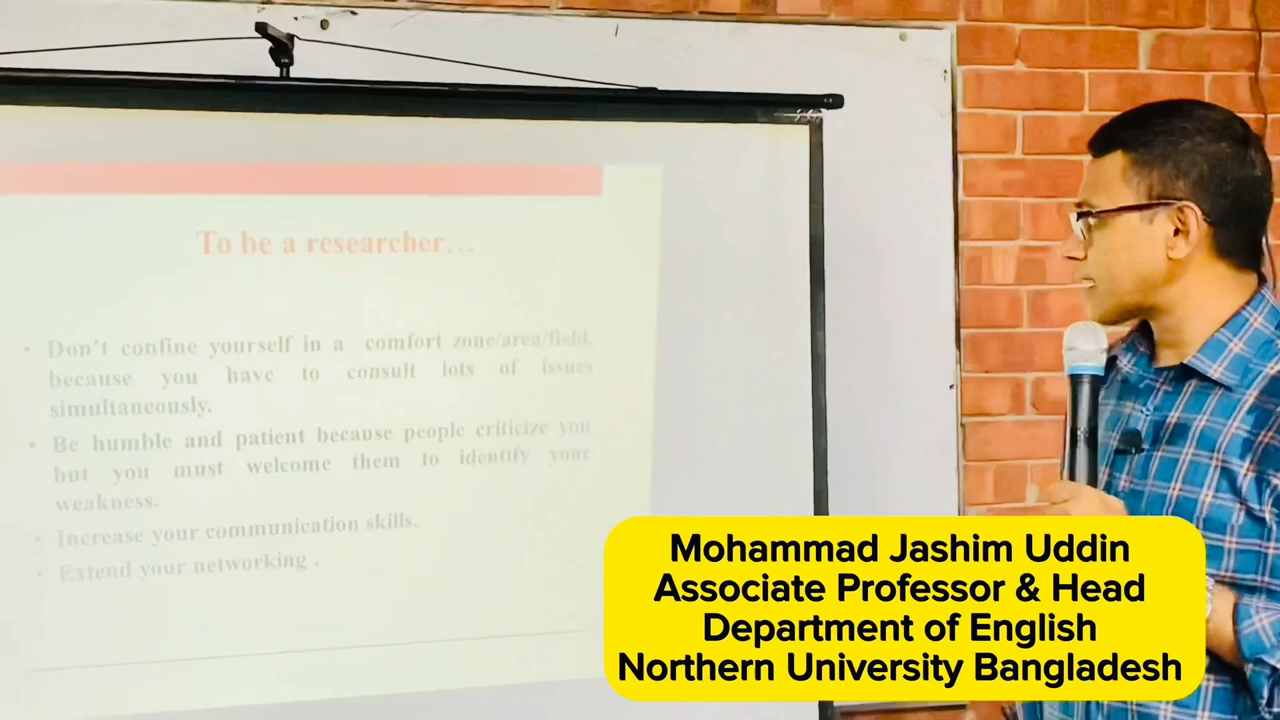 To be a researcher...
• Don't confine yourself in a comfort zone/area/field,
because you have to consult lots of issues
simultaneously.
• Be humble and patient because people criticize you
but you must welcome them to identify your
weakness.
• Increase your communication skills.
• Extend your networking .
Mohammad Jashim Uddin
Associate Professor & Head
Department of English
Northern University Bangladesh